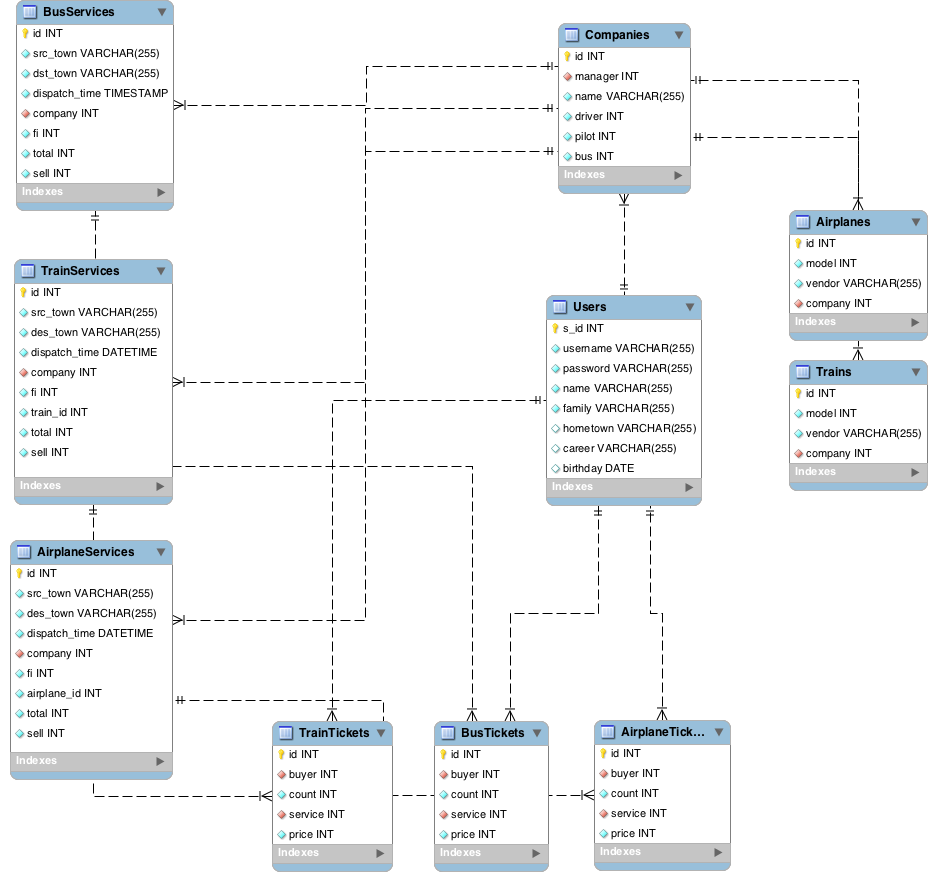 BusServices
id INT
src_town VARCHAR(255)
dst_town VARCHAR(255)
dispatch_time TIMESTAMP
company INT
fi INT
total INT
sell INT
Indexes
Companies
id INT
manager INT
name VARCHAR(255)
driver INT
pilot INT
bus INT
Indexes
Airplanes
id INT
model INT
vendor VARCHAR(255)
company INT
Indexes
TrainServices
id INT
src_town VARCHAR(255)
des_town VARCHAR(255)
dispatch_time DATETIME
company INT
fi INT
train_id INT
total INT
sell INT
Indexes
Users
s_id INT
username VARCHAR(255)
password VARCHAR(255)
name VARCHAR(255)
family VARCHAR(255)
hometown VARCHAR(255)
career VARCHAR(255)
birthday DATE
Indexes
Trains
id INT
model INT
vendor VARCHAR(255)
company INT
Indexes
AirplaneServices
id INT
src_town VARCHAR(255)
des_town VARCHAR(255)
dispatch_time DATETIME
company INT
fi INT
airplane_id INT
total INT
sell INT
Indexes
TrainTickets
id INT
buyer INT
count INT
service INT
price INT
Indexes
BusTickets
id INT
buyer INT
count INT
service INT
price INT
Indexes
AirplaneTick...
id INT
buyer INT
count INT
service INT
price INT
Indexes